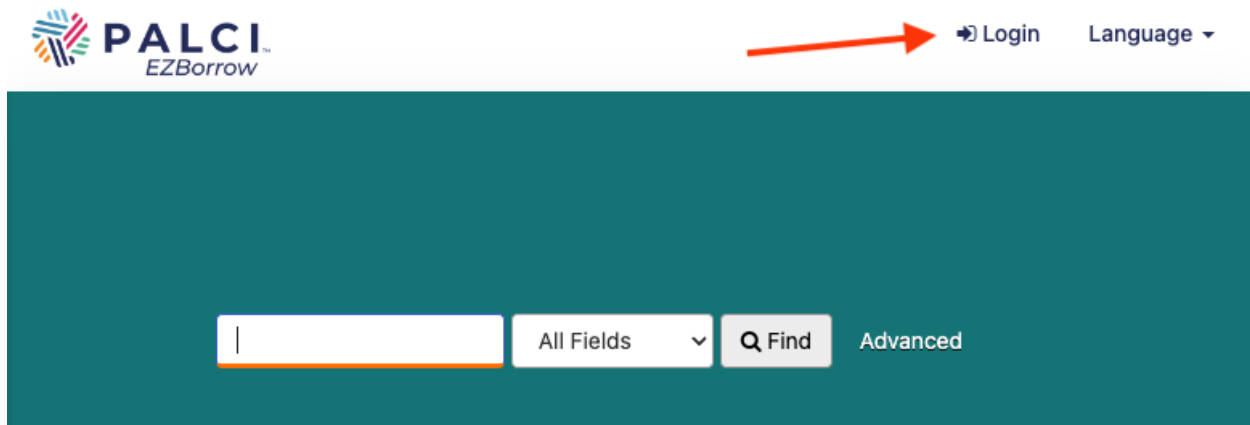 PALCI
EZBorrow
Login
Language
All Fields
Find
Advanced